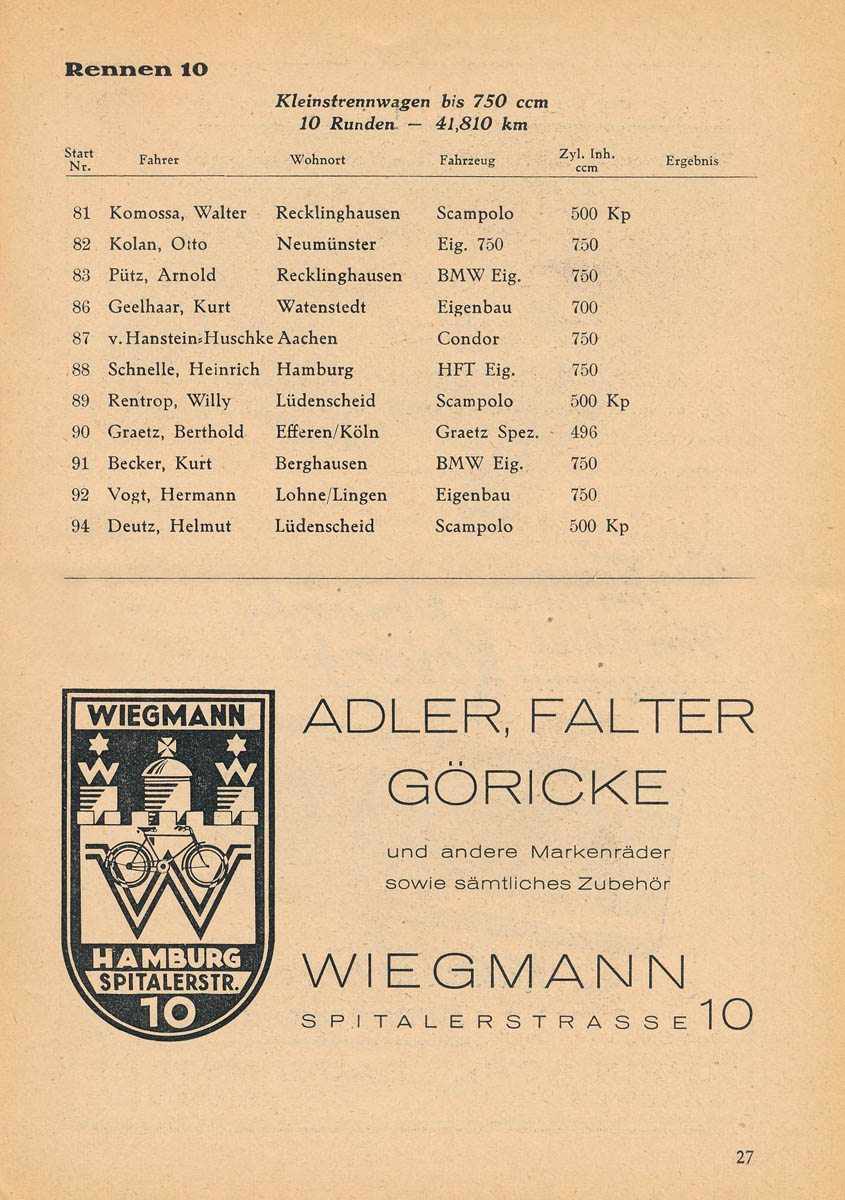 Rennen 10
Kleinstrennwagen bis 750 ccm
10 Runden — 41,810 km
Start Nr. Fahrer Wohnort Fahrzeug Zyl. Inh. ccm Ergebnis
81 Komossa, Walter Recklinghausen Scampolo 500 Kp
82 Kolan, Otto Neumünster Eig. 750 750
83 Pütz, Arnold Recklinghausen BMW Eig. 750
86 Geelhaar, Kurt Watenstedt Eigenbau 700
87 v. Hanstein-Huschke Aachen Condor 750
88 Schnelle, Heinrich Hamburg HFT Eig. 750
89 Rentrop, Willy Lüdenscheid Scampolo 500 Kp
90 Graetz, Berthold Efferen/Köln Graetz Spez. 496
91 Becker, Kurt Berghausen BMW Eig. 750
92 Vogt, Hermann Lohne/Lingen Eigenbau 750
94 Deutz, Helmut Lüdenscheid Scampolo 500 Kp
WIEGMANN
W W
W
HAMBURG
SPITALERSTR.
10
ADLER, FALTER
GÖRICKE
und andere Markenräder
sowie sämtliches Zubehör
WIEGMANN
SPITALERSTRASSE 10
27